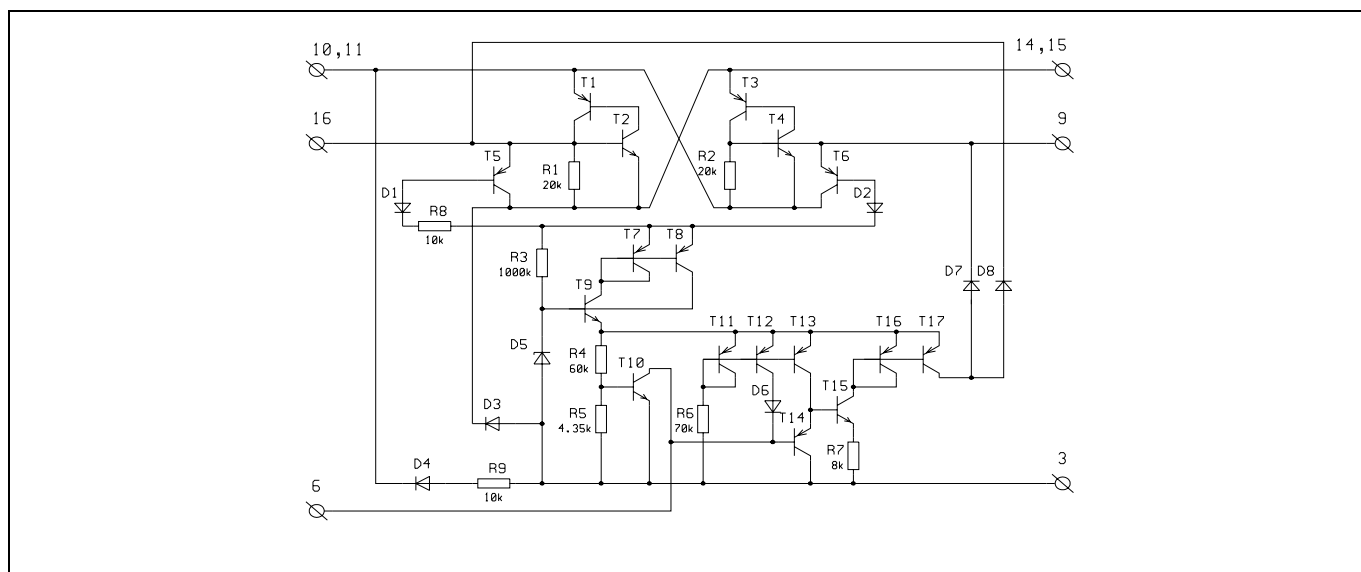 10,11
14,15
T1
T3
16
T2
T4
9
T5
R1
20k
R2
20k
T6
D1
R8
10k
D2
T7
T8
R3
1000k
D7
D8
T9
T11
T12
T13
T16
T17
D5
R4
60k
T10
D6
T15
D3
R5
4.35k
R6
70k
T14
R7
8k
D4
R9
10k
3
6